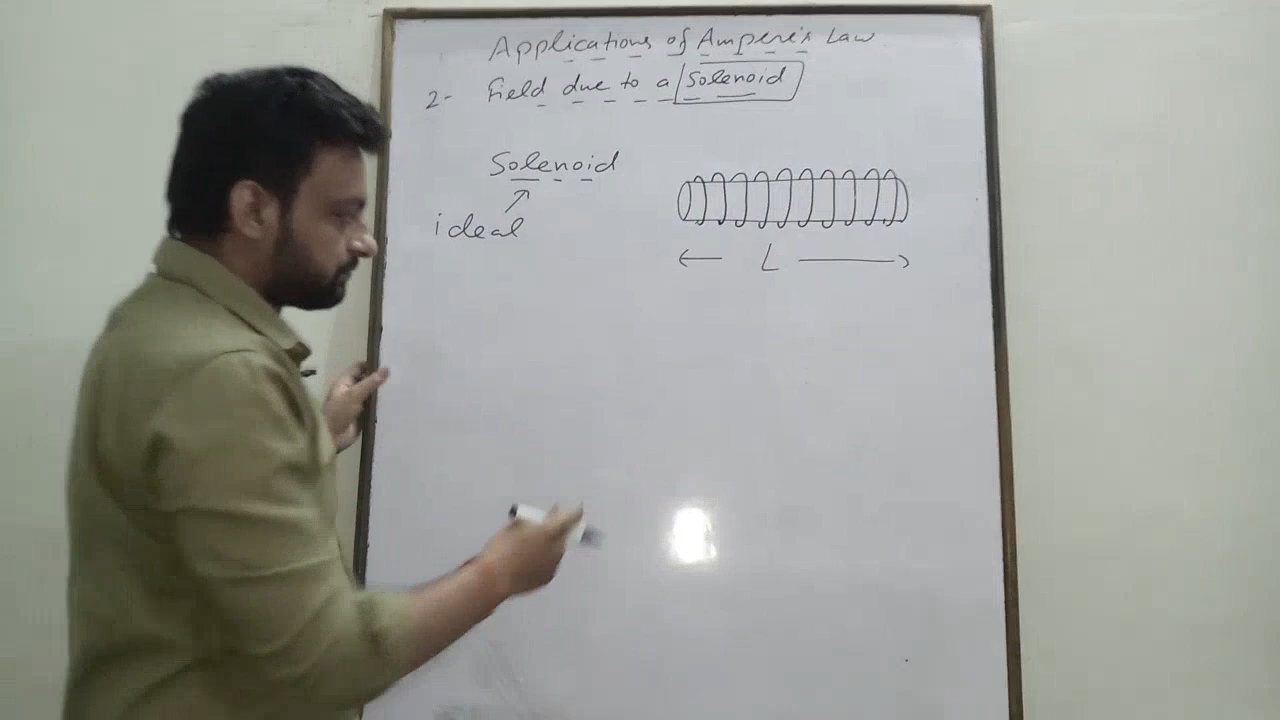 Applications of Ampere's Law
2- Field due to a Solenoid
Solenoid
ideal
L